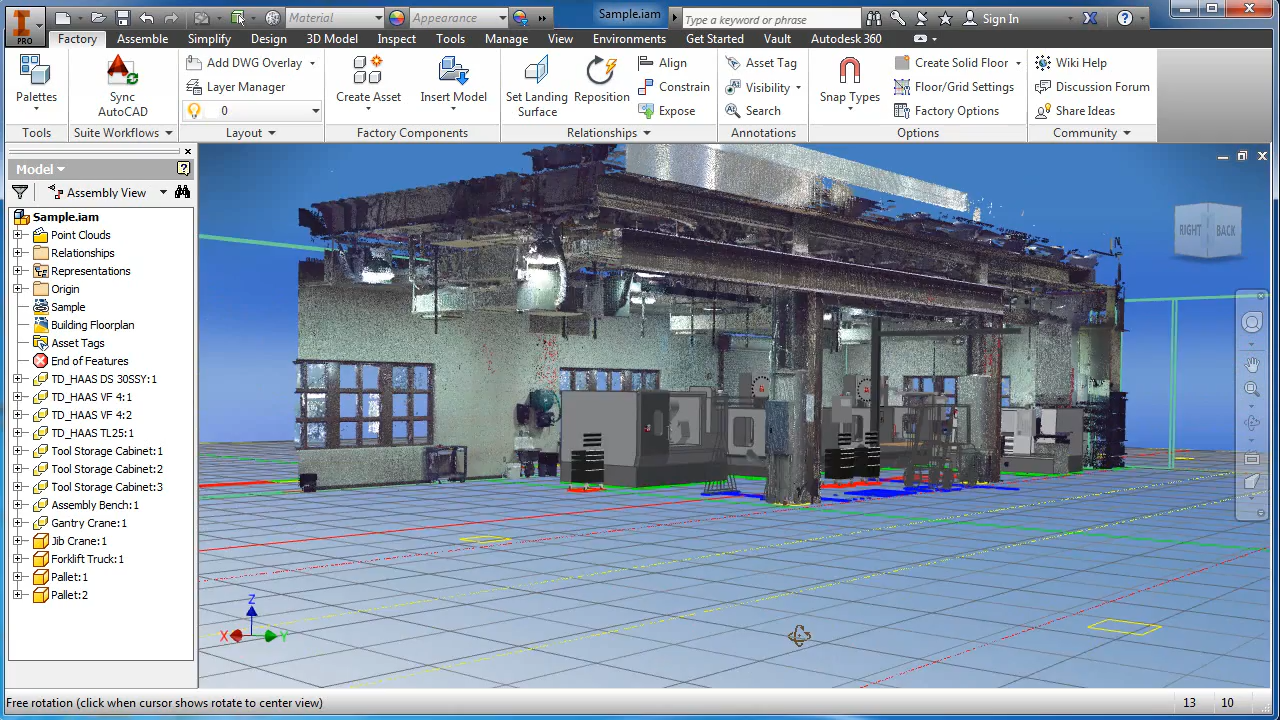 Material
Appearance
Sample.iam
Type a keyword or phrase
Sign In
PRO
Factory
Assemble
Simplify
Design
3D Model
Inspect
Tools
Manage
View
Environments
Get Started
Vault
Autodesk 360
Palettes
Sync
AutoCAD
Add DWG Overlay
Layer Manager
0
Create Asset
Insert Model
Set Landing
Surface
Reposition
Align
Constrain
Expose
Asset Tag
Visibility
Search
Snap Types
Create Solid Floor
Floor/Grid Settings
Factory Options
Wiki Help
Discussion Forum
Share Ideas
Tools
Suite Workflows
Layout
Factory Components
Relationships
Annotations
Options
Community
Model
Assembly View
Sample.iam
Point Clouds
Relationships
Representations
Origin
Sample
Building Floorplan
Asset Tags
End of Features
TD_HAAS DS 30SSY:1
TD_HAAS VF 4:1
TD_HAAS VF 4:2
TD_HAAS TL25:1
Tool Storage Cabinet:1
Tool Storage Cabinet:2
Tool Storage Cabinet:3
Assembly Bench:1
Gantry Crane:1
Jib Crane:1
Forklift Truck:1
Pallet:1
Pallet:2
RIGHT
BACK
Z
X
Y
Free rotation (click when cursor shows rotate to center view)
13
10